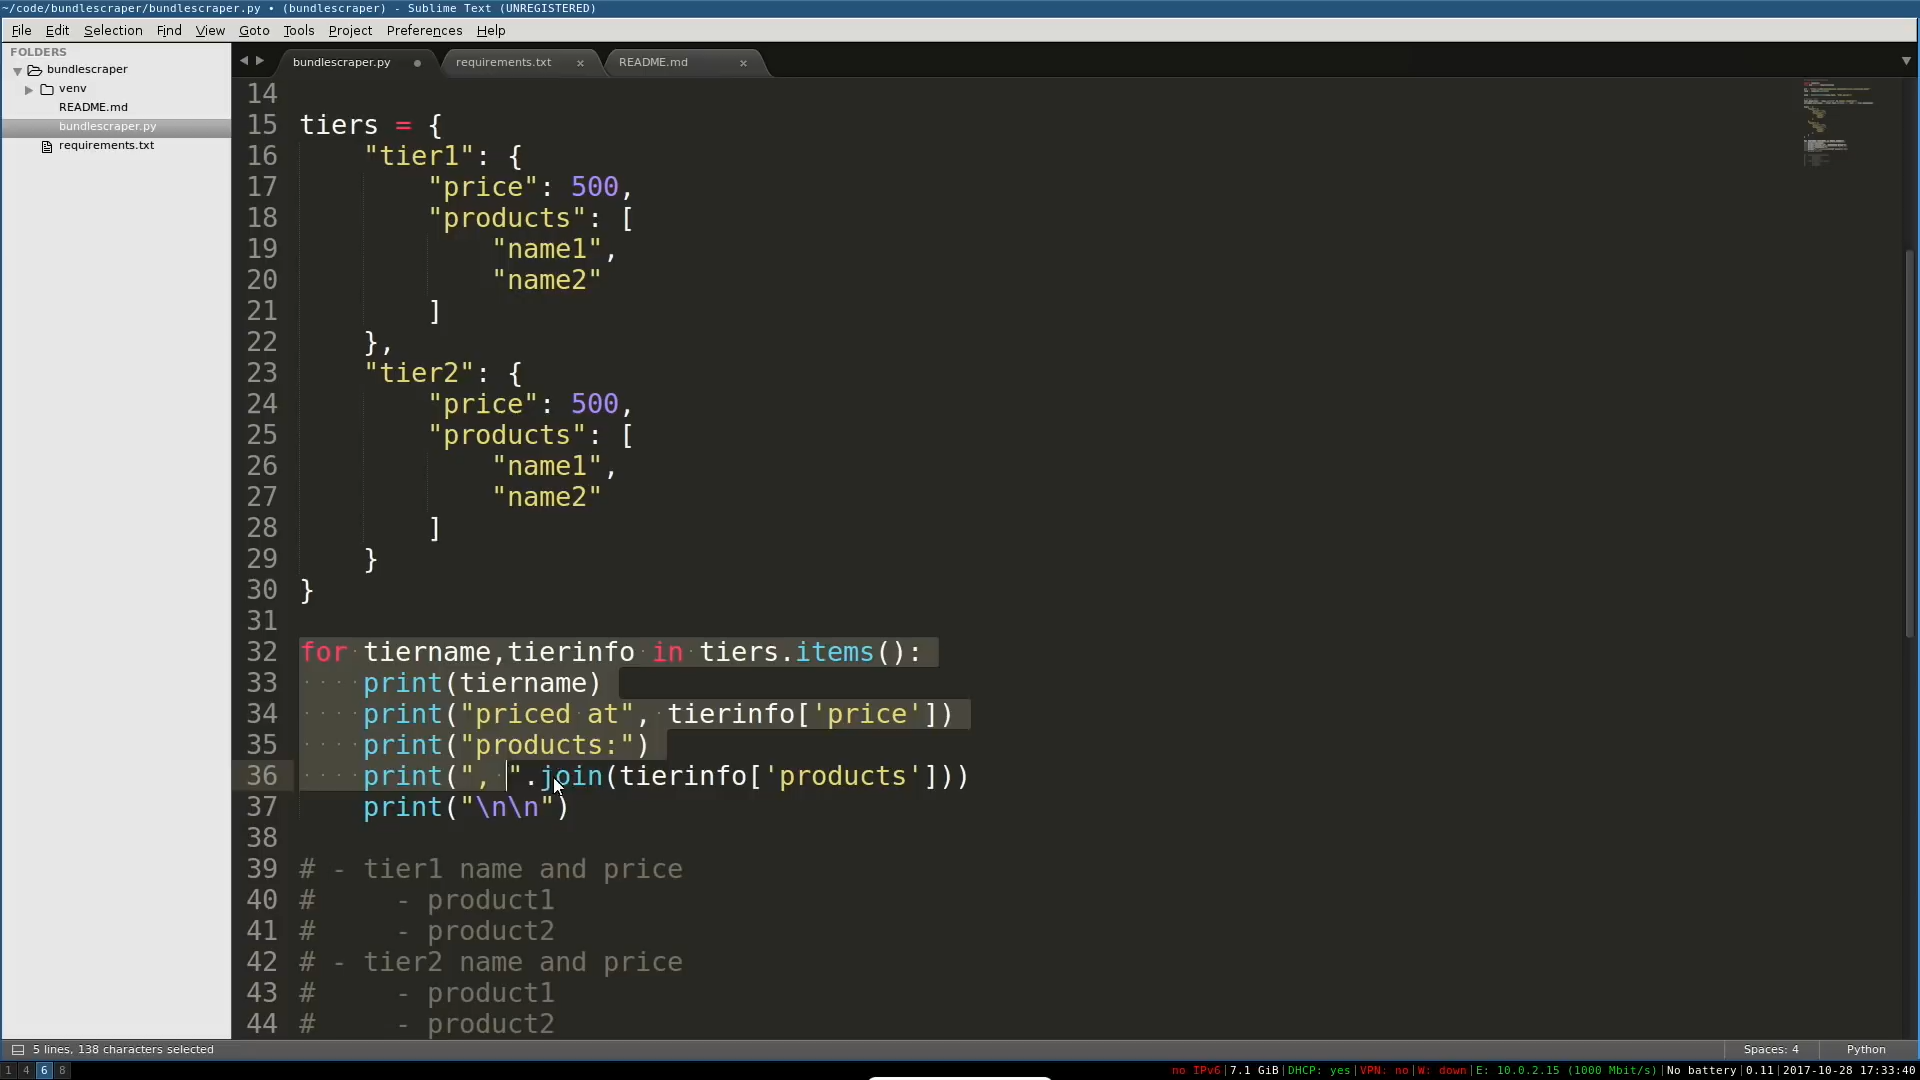 ~/code/bundlescraper/bundlescraper.py • (bundlescraper) - Sublime Text (UNREGISTERED)
File Edit Selection Find View Goto Tools Project Preferences Help
FOLDERS
bundlescraper
venv
README.md
bundlescraper.py
requirements.txt
bundlescraper.py requirements.txt × README.md ×
14
15 tiers = {
16     "tier1": {
17         "price": 500,
18         "products": [
19             "name1",
20             "name2"
21         ]
22     },
23     "tier2": {
24         "price": 500,
25         "products": [
26             "name1",
27             "name2"
28         ]
29     }
30 }
31
32 for tiername,tierinfo in tiers.items():
33     print(tiername)
34     print("priced at", tierinfo['price'])
35     print("products:")
36     print(", ".join(tierinfo['products']))
37     print("\n\n")
38
39 # - tier1 name and price
40 #     - product1
41 #     - product2
42 # - tier2 name and price
43 #     - product1
44 #     - product2
5 lines, 138 characters selected Spaces: 4 Python
1 4 6 8 no IPv6|7.1 GiB|DHCP: yes|VPN: no|W: down|E: 10.0.2.15 (1000 Mbit/s)|No battery|0.11|2017-10-28 17:33:40